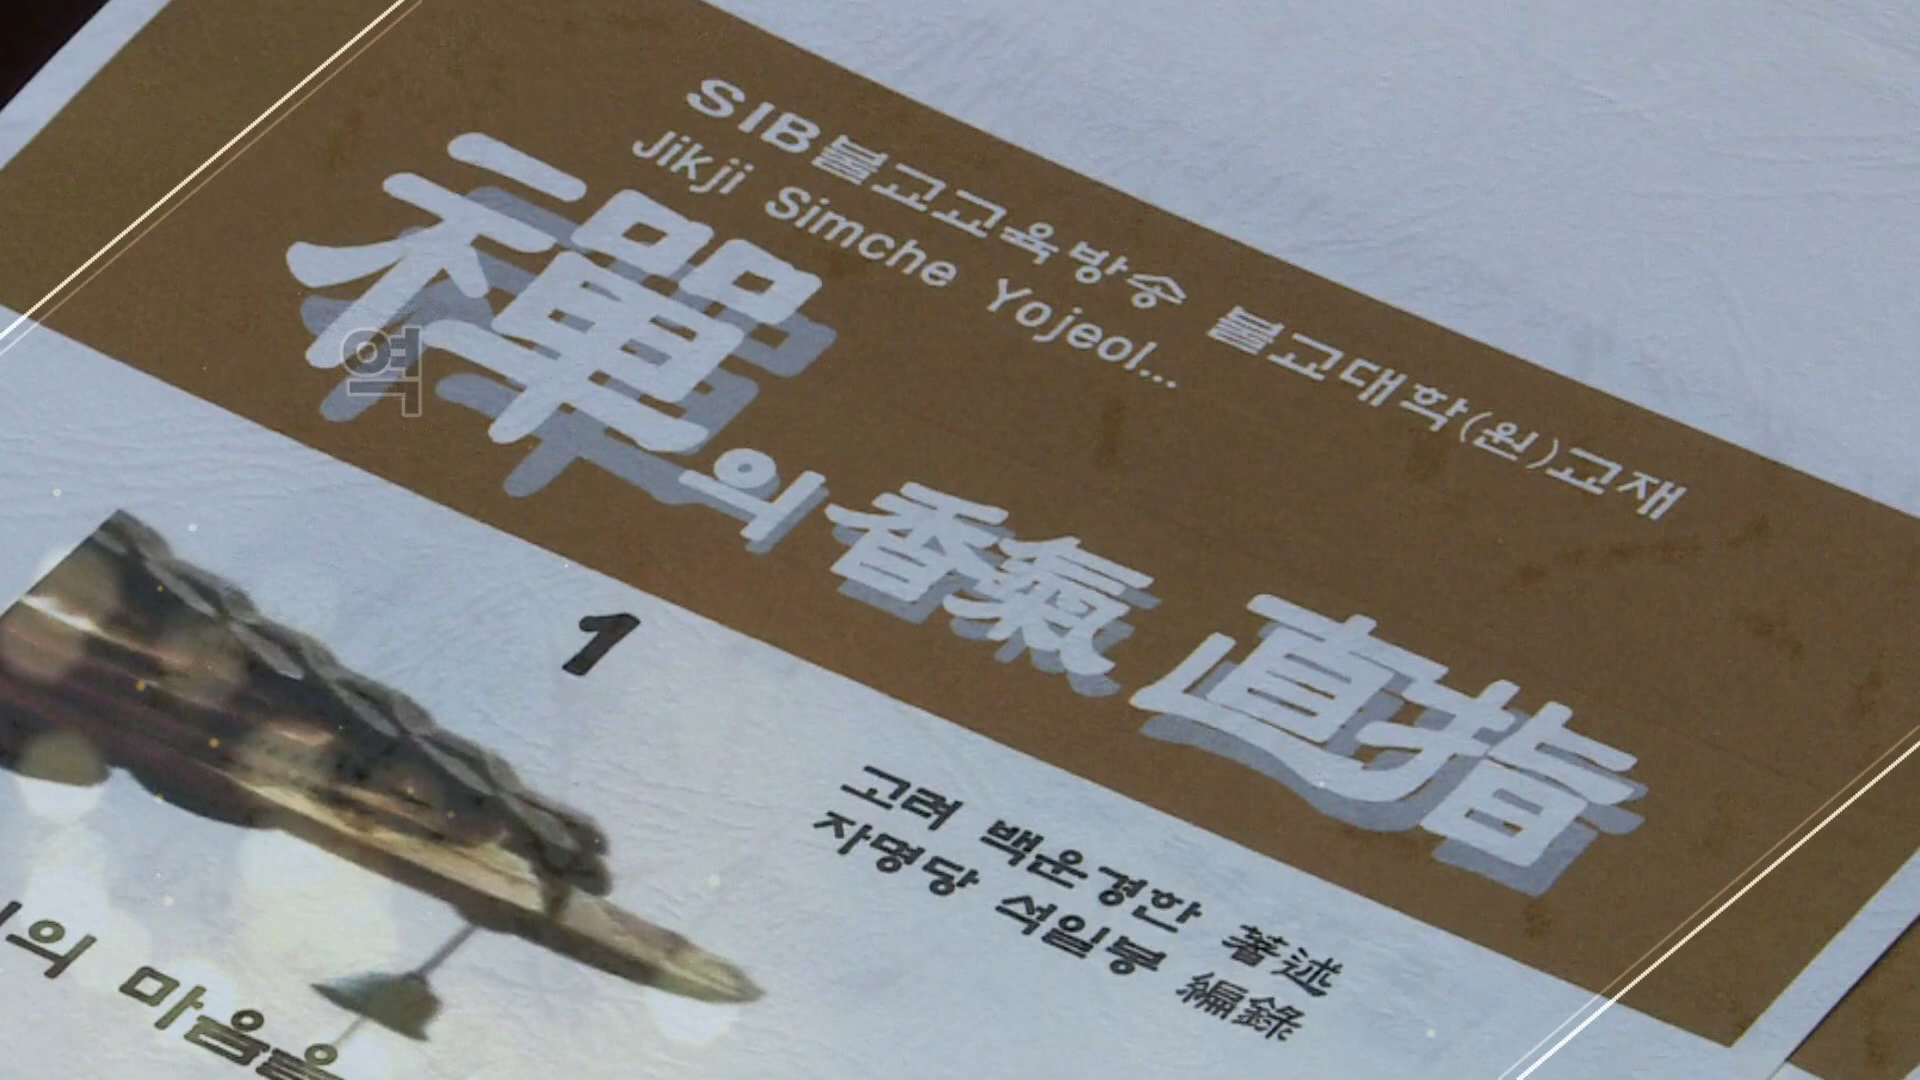 SIB불교교육방송 불교대학(원)교재
Jikji Simche Yojeol...
禪의 香氣 直指
역
1
고려 백운경한 著述
자명당 석일붕 編錄
의 마음을